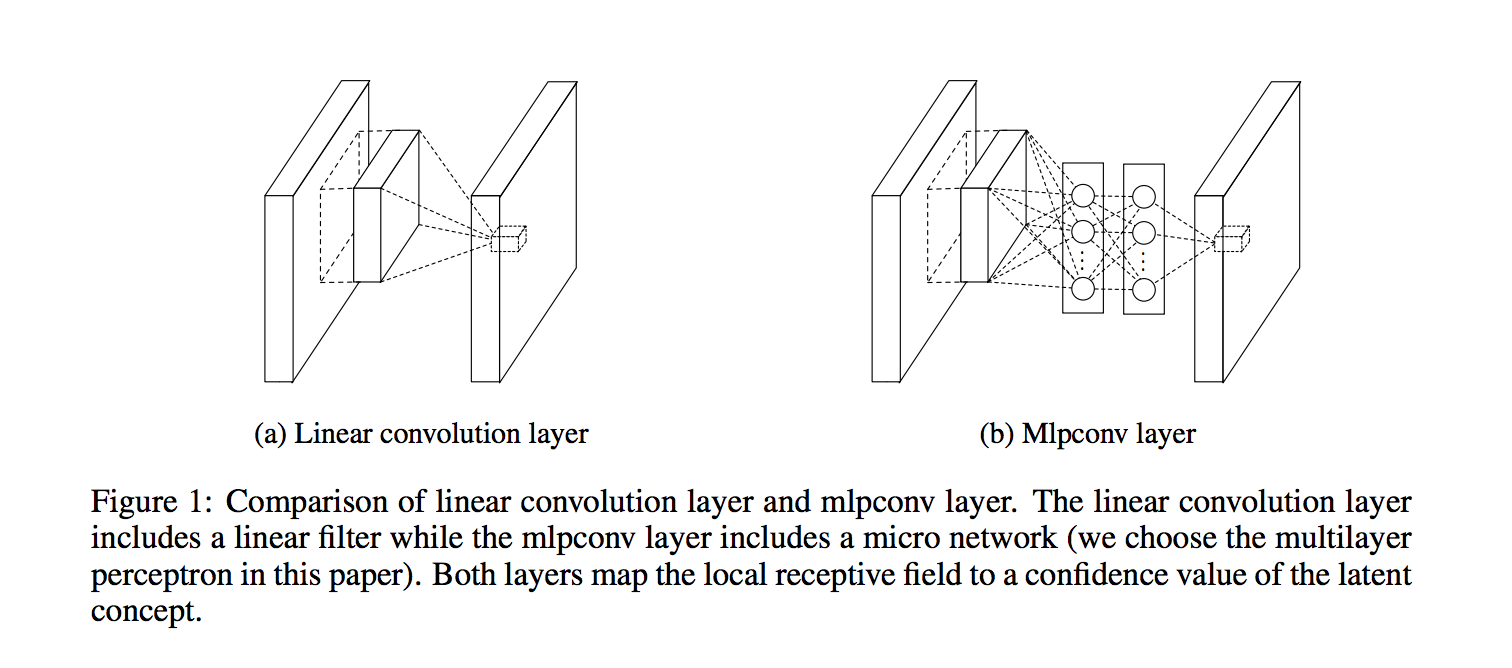 (a) Linear convolution layer
(b) Mlpconv layer
Figure 1: Comparison of linear convolution layer and mlpconv layer. The linear convolution layer
includes a linear filter while the mlpconv layer includes a micro network (we choose the multilayer
perceptron in this paper). Both layers map the local receptive field to a confidence value of the latent
concept.